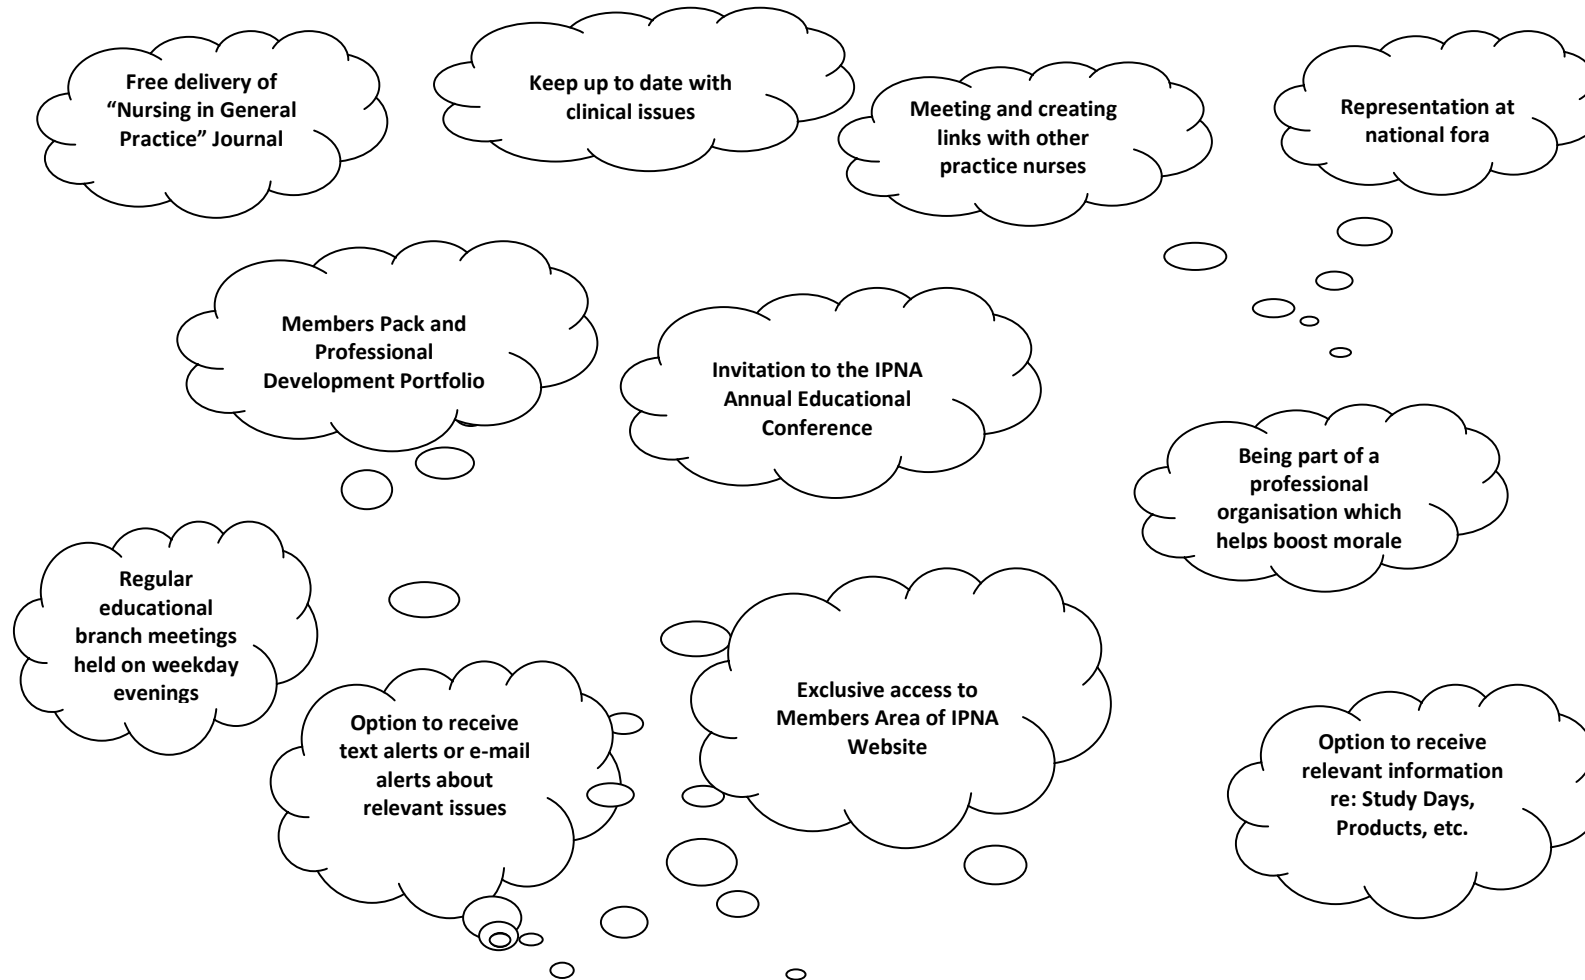 Free delivery of
“Nursing in General
Practice” Journal
Keep up to date with
clinical issues
Meeting and creating
links with other
practice nurses
Representation at
national fora
Members Pack and
Professional
Development Portfolio
Invitation to the IPNA
Annual Educational
Conference
Being part of a
professional
organisation which
helps boost morale
Regular
educational
branch meetings
held on weekday
evenings
Option to receive
text alerts or e-mail
alerts about
relevant issues
Exclusive access to
Members Area of IPNA
Website
Option to receive
relevant information
re: Study Days,
Products, etc.